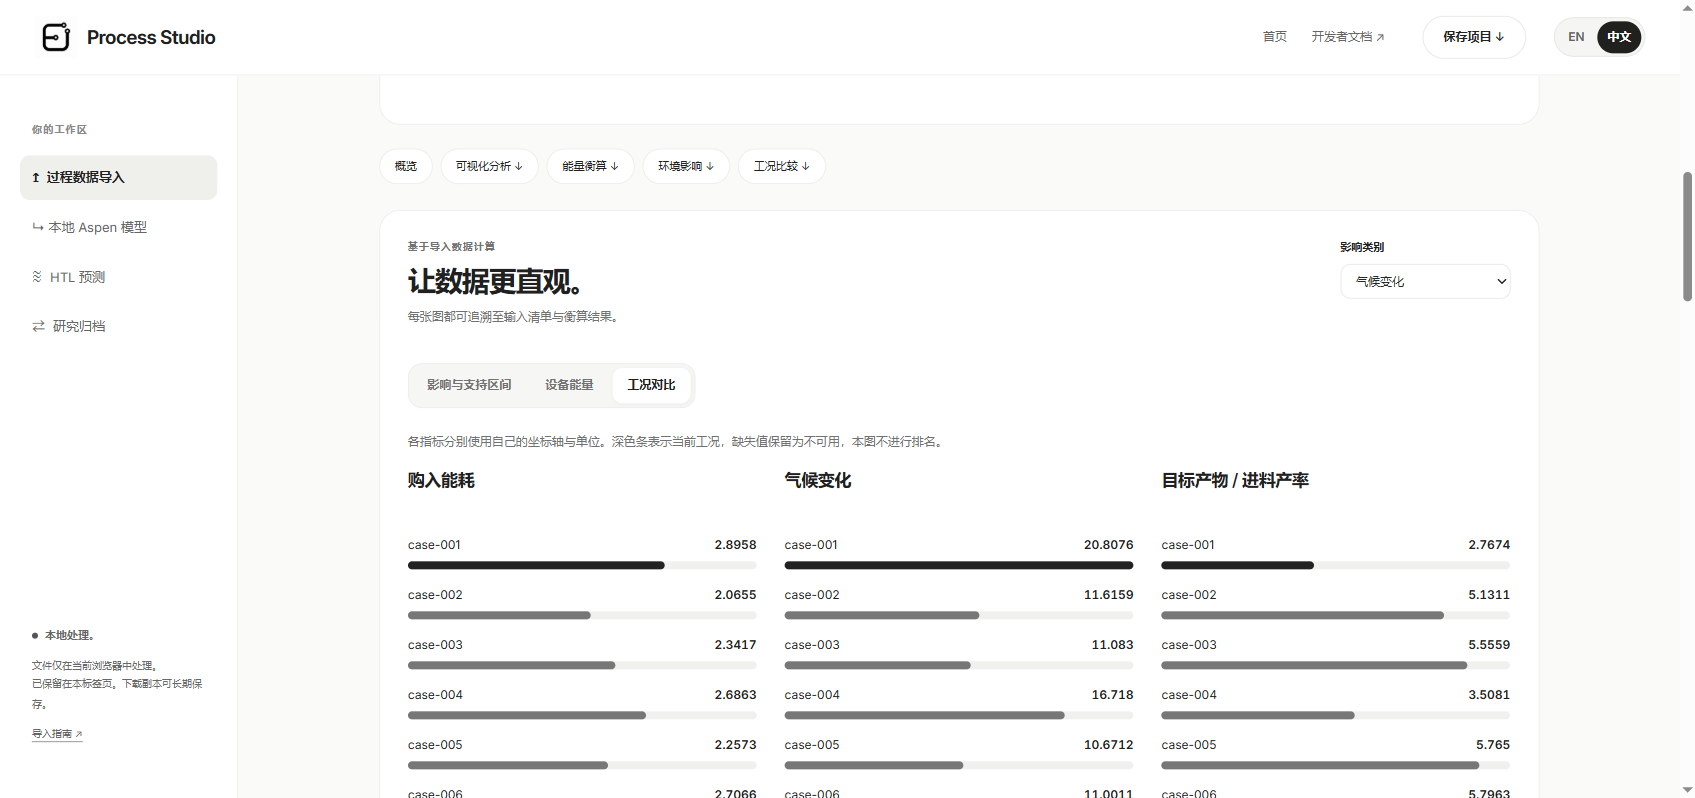 Process Studio
首页
开发者文档 ↗
保存项目 ↓
EN
中文
你的工作区
↥ 过程数据导入
↳ 本地 Aspen 模型
≋ HTL 预测
⇄ 研究归档
本地处理。
文件仅在当前浏览器中处理。
已保留在本标签页。下载副本可长期保
存。
导入指南 ↗
概览
可视化分析 ↓
能量衡算 ↓
环境影响 ↓
工况比较 ↓
基于导入数据计算
让数据更直观。
每张图都可追溯至输入清单与衡算结果。
影响类别
气候变化
影响与支持区间
设备能量
工况对比
各指标分别使用自己的坐标轴与单位。深色条表示当前工况，缺失值保留为不可用，本图不进行排名。
购入能耗
case-001 2.8958
case-002 2.0655
case-003 2.3417
case-004 2.6863
case-005 2.2573
case-006 2.7066
气候变化
case-001 20.8076
case-002 11.6159
case-003 11.083
case-004 16.718
case-005 10.6712
case-006 11.0011
目标产物 / 进料产率
case-001 2.7674
case-002 5.1311
case-003 5.5559
case-004 3.5081
case-005 5.765
case-006 5.7963